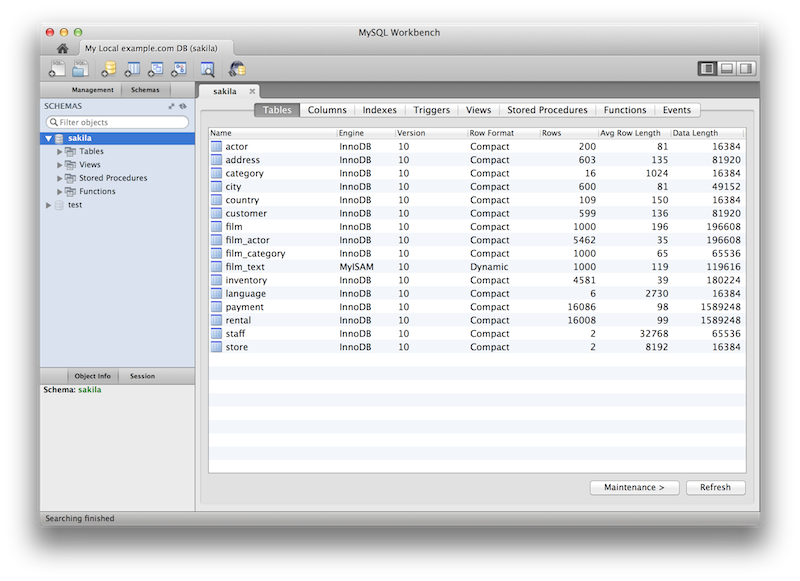 MySQL Workbench
My Local example.com DB (sakila)
Management Schemas
sakila
SCHEMAS
Filter objects
sakila
Tables
Views
Stored Procedures
Functions
test
Tables Columns Indexes Triggers Views Stored Procedures Functions Events
Name Engine Version Row Format Rows Avg Row Length Data Length
actor InnoDB 10 Compact 200 81 16384
address InnoDB 10 Compact 603 135 81920
category InnoDB 10 Compact 16 1024 16384
city InnoDB 10 Compact 600 81 49152
country InnoDB 10 Compact 109 150 16384
customer InnoDB 10 Compact 599 136 81920
film InnoDB 10 Compact 1000 196 196608
film_actor InnoDB 10 Compact 5462 35 196608
film_category InnoDB 10 Compact 1000 65 65536
film_text MyISAM 10 Dynamic 1000 119 119616
inventory InnoDB 10 Compact 4581 39 180224
language InnoDB 10 Compact 6 2730 16384
payment InnoDB 10 Compact 16086 98 1589248
rental InnoDB 10 Compact 16008 99 1589248
staff InnoDB 10 Compact 2 32768 65536
store InnoDB 10 Compact 2 8192 16384
Object Info Session
Schema: sakila
Maintenance > Refresh
Searching finished